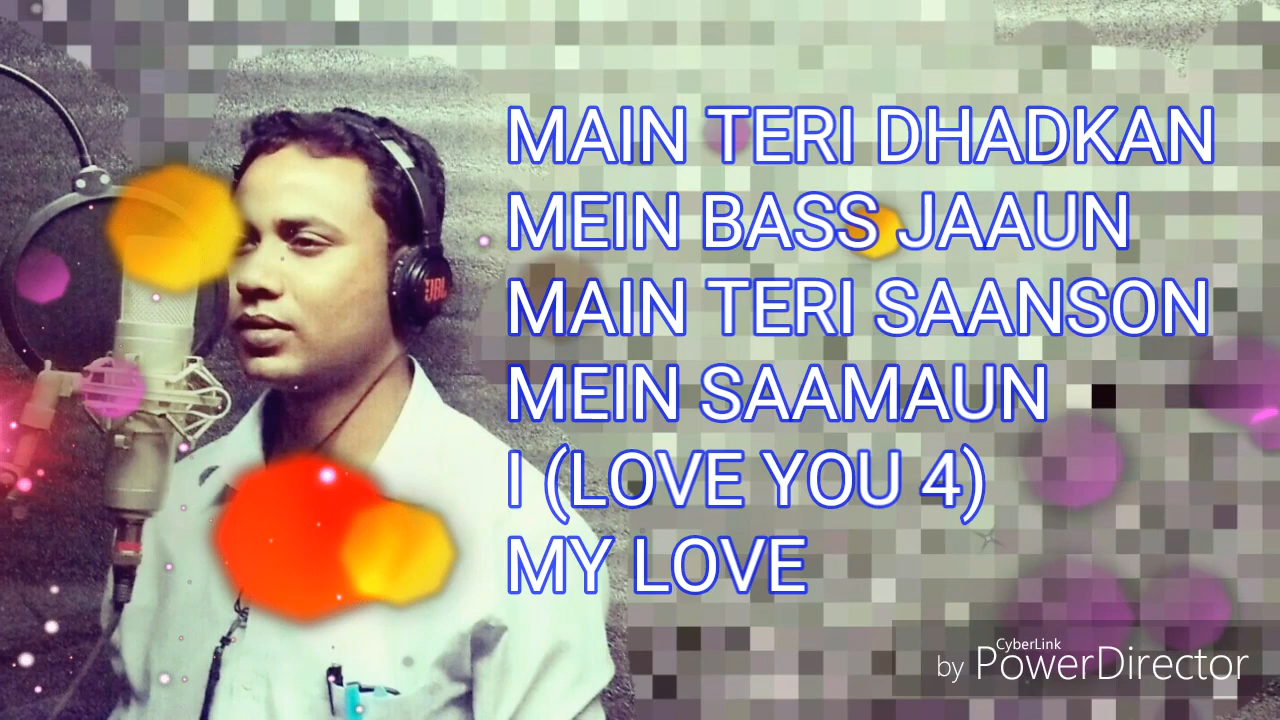 MAIN TERI DHADKAN
MEIN BASS JAAUN
MAIN TERI SAANSON
MEIN SAAMAUN
I (LOVE YOU 4)
MY LOVE
JBL
CyberLink
by PowerDirector